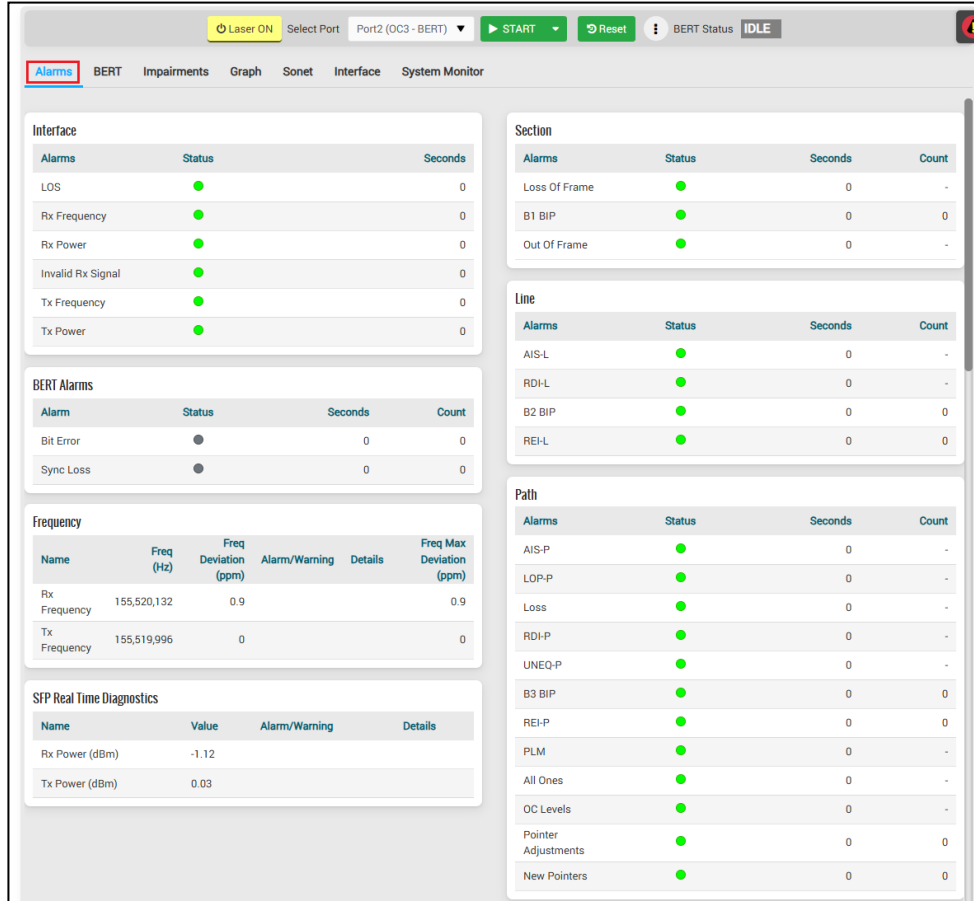 Laser ON Select Port Port2 (OC3 - BERT) START Reset BERT Status IDLE
Alarms BERT Impairments Graph Sonet Interface System Monitor
Interface
Alarms Status Seconds
LOS 0
Rx Frequency 0
Rx Power 0
Invalid Rx Signal 0
Tx Frequency 0
Tx Power 0
BERT Alarms
Alarm Status Seconds Count
Bit Error 0 0
Sync Loss 0 0
Frequency
Name Freq (Hz) Freq Deviation (ppm) Alarm/Warning Details Freq Max Deviation (ppm)
Rx Frequency 155,520,132 0.9 0.9
Tx Frequency 155,519,996 0 0
SFP Real Time Diagnostics
Name Value Alarm/Warning Details
Rx Power (dBm) -1.12
Tx Power (dBm) 0.03
Section
Alarms Status Seconds Count
Loss Of Frame 0 -
B1 BIP 0 0
Out Of Frame 0 -
Line
Alarms Status Seconds Count
AIS-L 0 -
RDI-L 0 -
B2 BIP 0 0
REI-L 0 0
Path
Alarms Status Seconds Count
AIS-P 0 -
LOP-P 0 -
Loss 0 -
RDI-P 0 -
UNEQ-P 0 -
B3 BIP 0 0
REI-P 0 0
PLM 0 -
All Ones 0 -
OC Levels 0 -
Pointer Adjustments 0 0
New Pointers 0 0